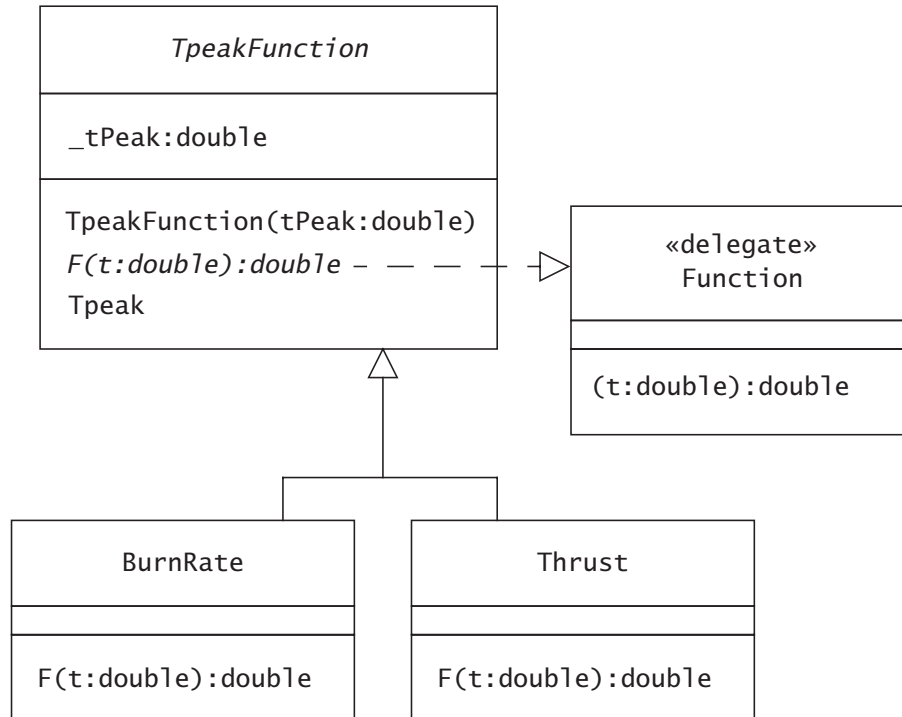 TpeakFunction
_tPeak:double
TpeakFunction(tPeak:double)
F(t:double):double
Tpeak
«delegate»
Function
(t:double):double
BurnRate
F(t:double):double
Thrust
F(t:double):double